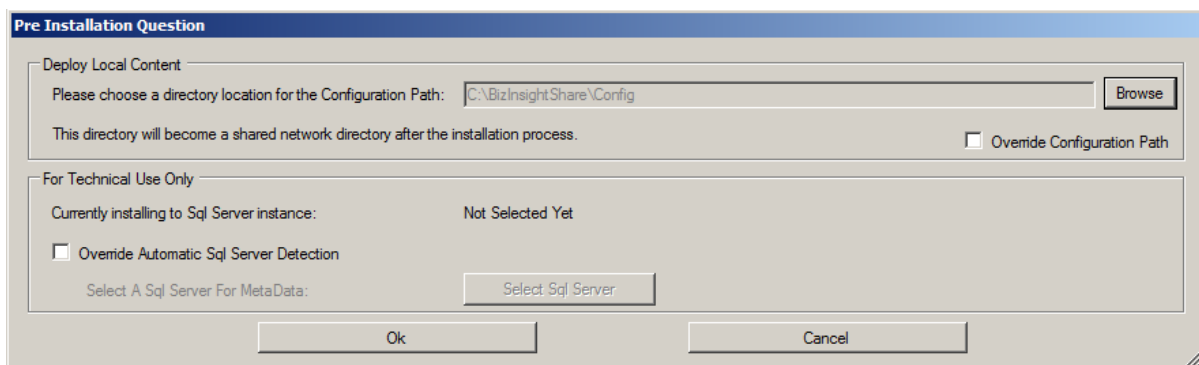 Pre Installation Question
Deploy Local Content
Please choose a directory location for the Configuration Path: C:\BizInsightShare\Config Browse
This directory will become a shared network directory after the installation process.
Override Configuration Path
For Technical Use Only
Currently installing to Sql Server instance: Not Selected Yet
Override Automatic Sql Server Detection
Select A Sql Server For MetaData: Select Sql Server
Ok Cancel